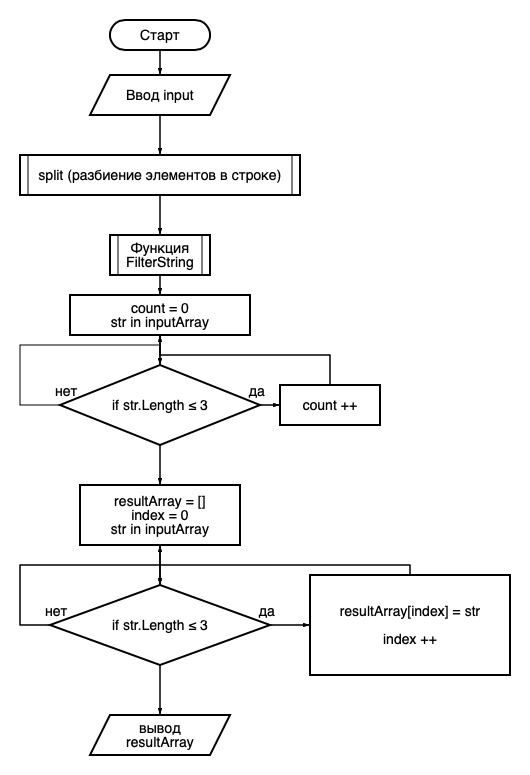 Старт
Ввод input
split (разбиение элементов в строке)
Функция
FilterString
count = 0
str in inputArray
нет
if str.Length ≤ 3
да
count ++
resultArray = []
index = 0
str in inputArray
нет
if str.Length ≤ 3
да
resultArray[index] = str
index ++
вывод
resultArray